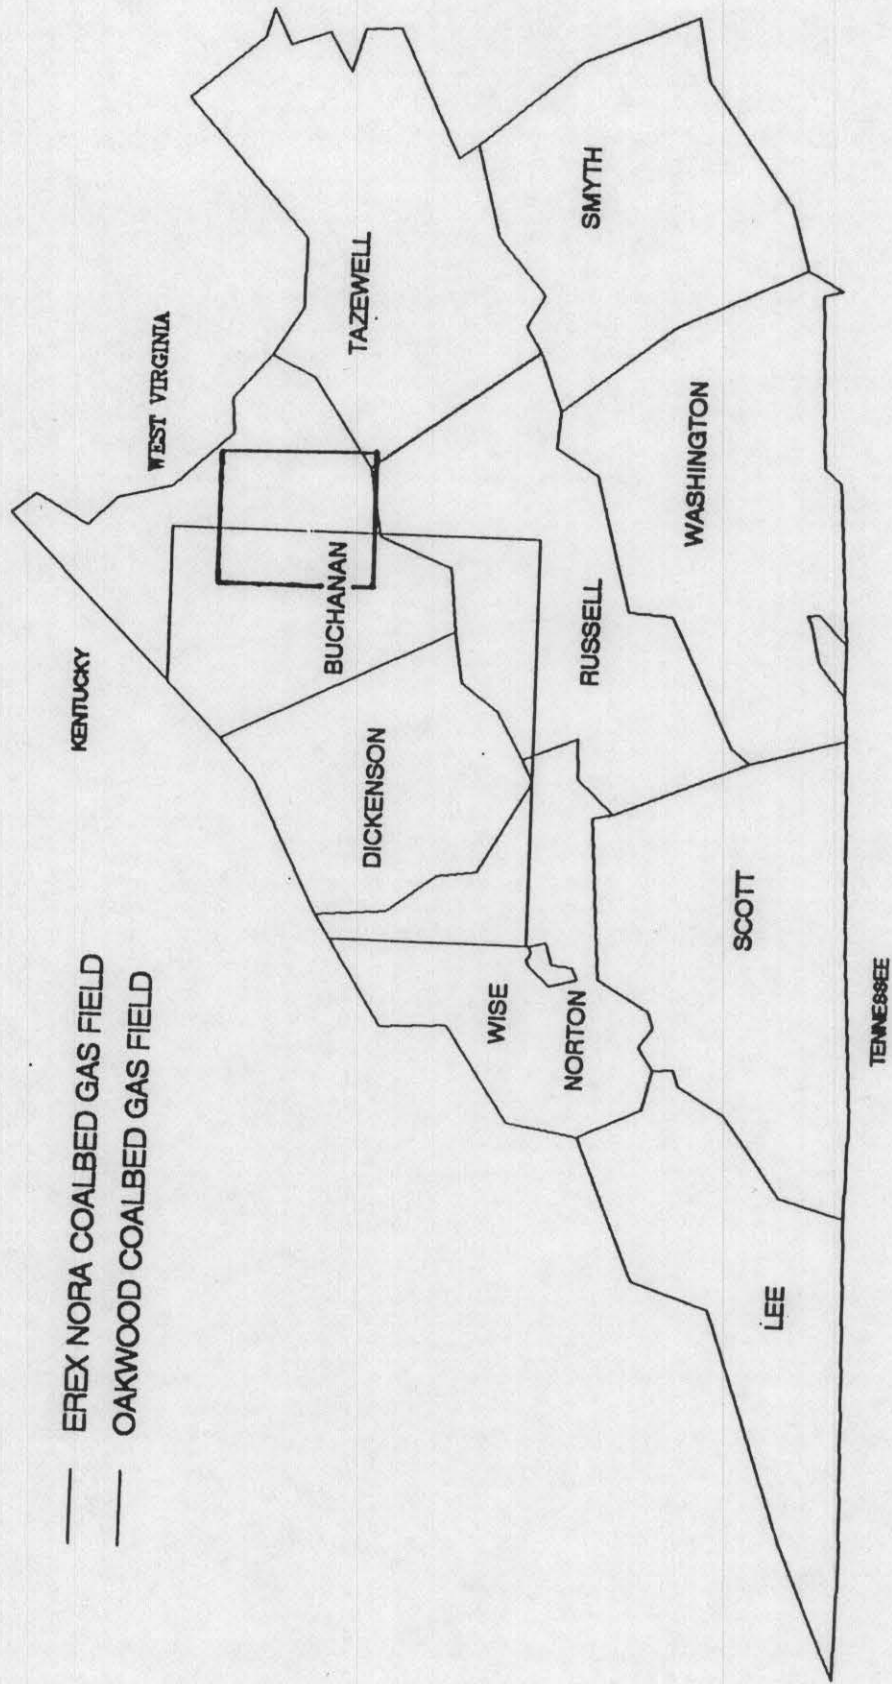 EREX NORA COALBED GAS FIELD
OAKWOOD COALBED GAS FIELD
KENTUCKY
WEST VIRGINIA
BUCHANAN
TAZEWELL
DICKENSON
WISE
NORTON
RUSSELL
SMYTH
WASHINGTON
SCOTT
LEE
TENNESSEE